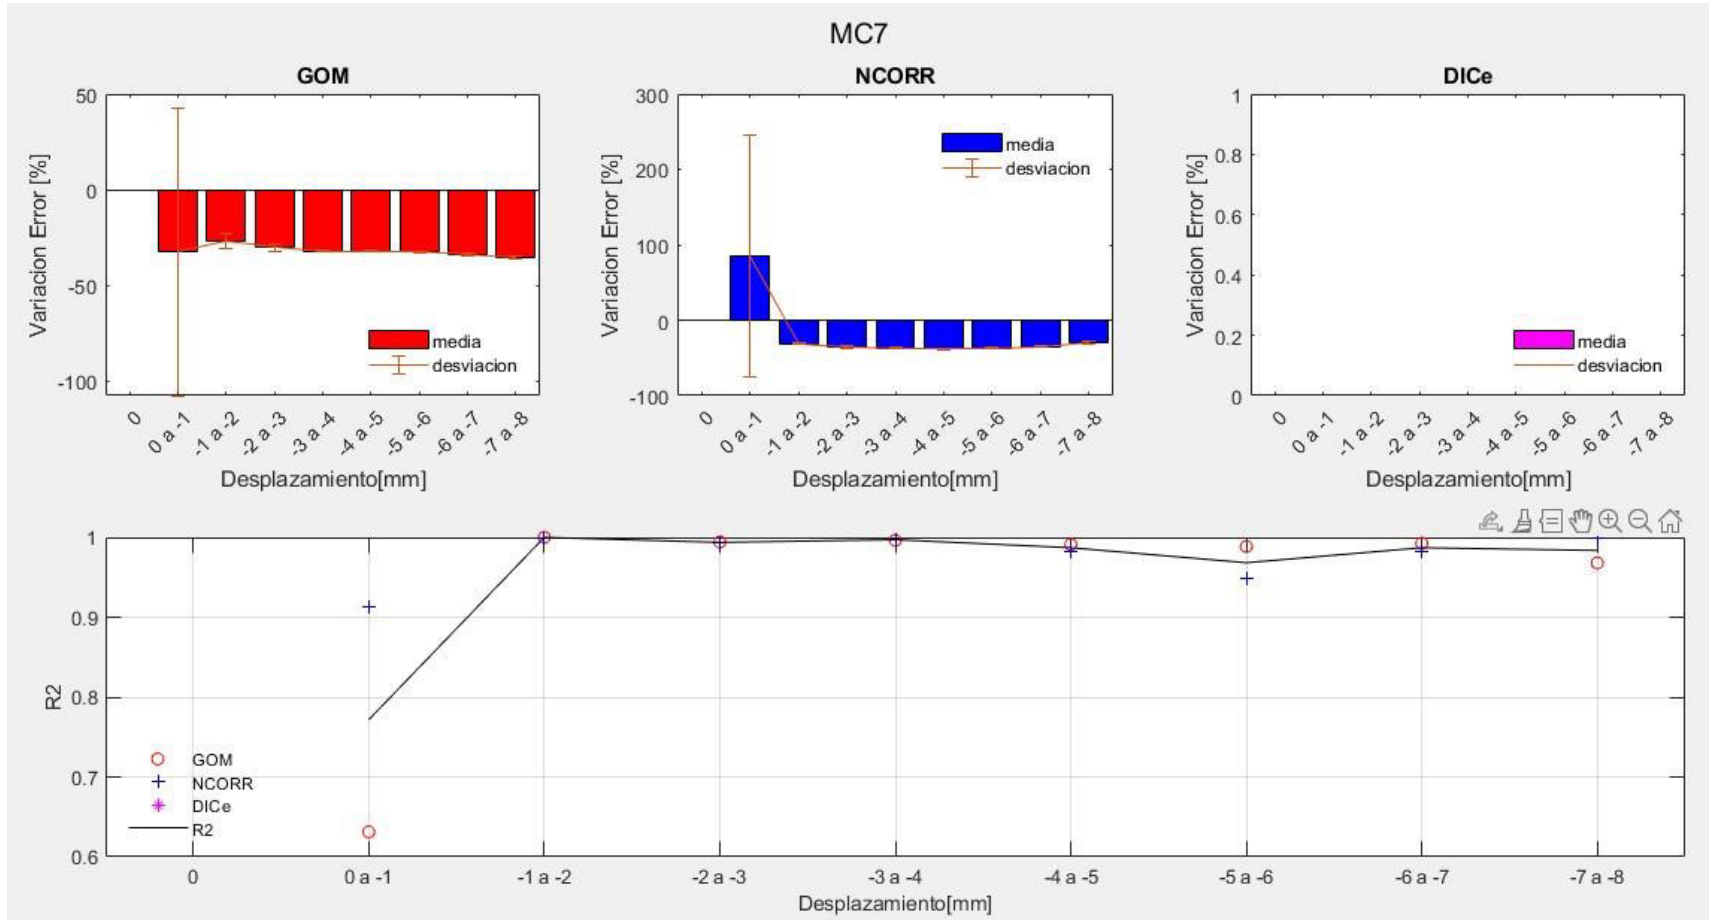 MC7
GOM
50
0
-50
-100
Variacion Error [%]
media
desviacion
0
0 a -1
-1 a -2
-2 a -3
-3 a -4
-4 a -5
-5 a -6
-6 a -7
-7 a -8
Desplazamiento[mm]
NCORR
300
200
100
0
-100
Variacion Error [%]
media
desviacion
0
0 a -1
-1 a -2
-2 a -3
-3 a -4
-4 a -5
-5 a -6
-6 a -7
-7 a -8
Desplazamiento[mm]
DICe
1
0.8
0.6
0.4
0.2
0
Variacion Error [%]
media
desviacion
0
0 a -1
-1 a -2
-2 a -3
-3 a -4
-4 a -5
-5 a -6
-6 a -7
-7 a -8
Desplazamiento[mm]
1
0.9
0.8
0.7
0.6
R2
GOM
NCORR
DICe
R2
0
0 a -1
-1 a -2
-2 a -3
-3 a -4
-4 a -5
-5 a -6
-6 a -7
-7 a -8
Desplazamiento[mm]